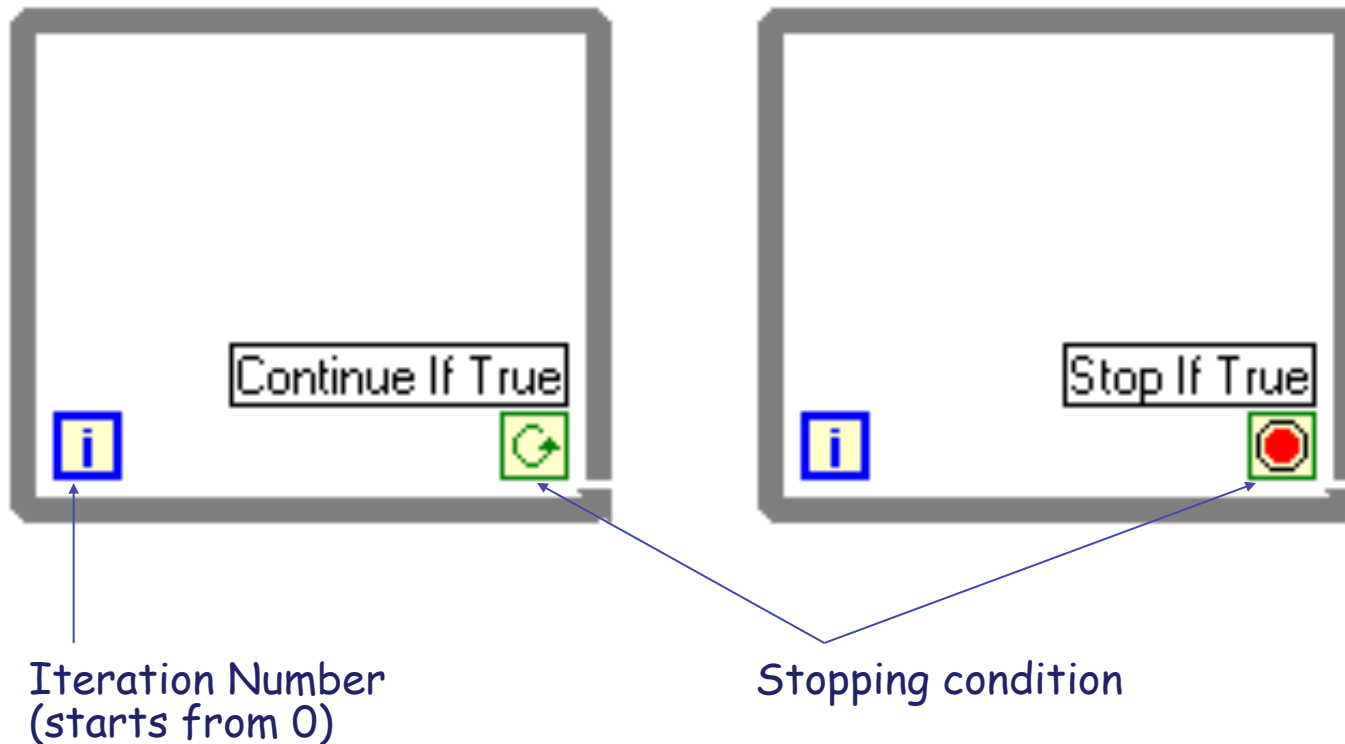 Continue If True
Stop If True
i
i
Iteration Number
(starts from 0)
Stopping condition